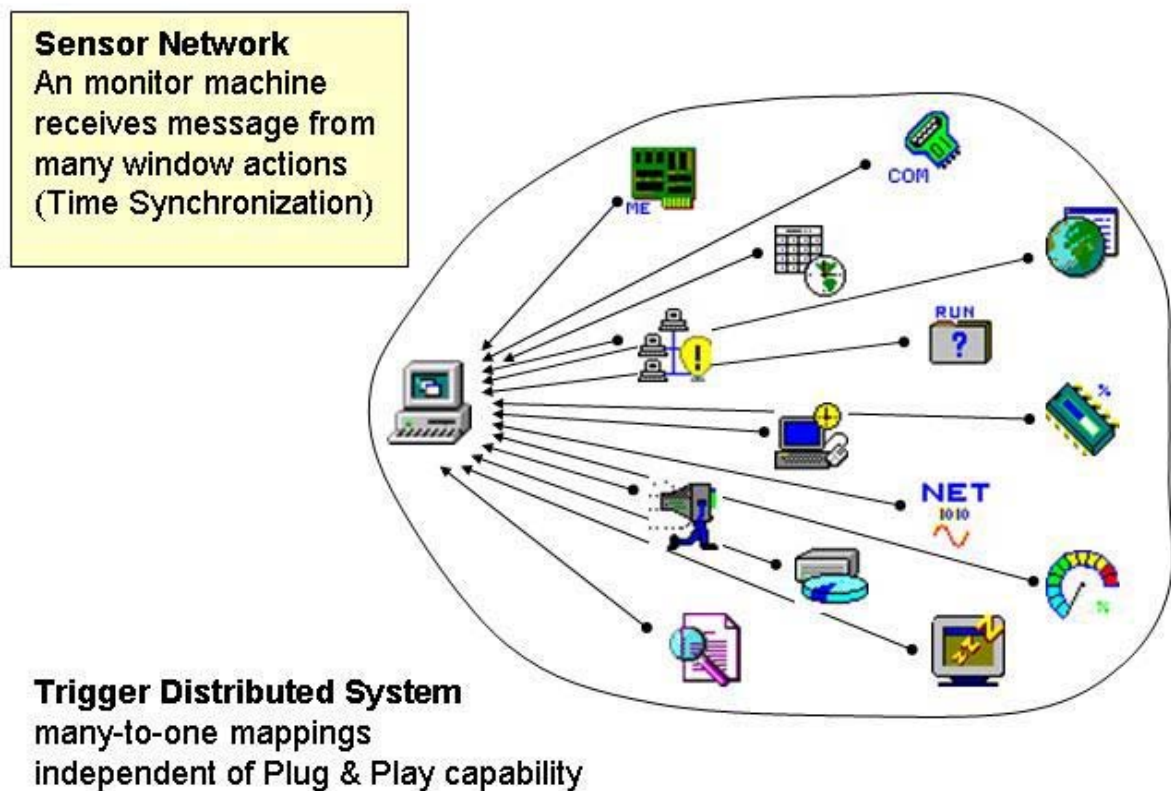 Sensor Network
An monitor machine
receives message from
many window actions
(Time Synchronization)
COM
ME
RUN
?
!
%
NET
1010
%
zzZ
Trigger Distributed System
many-to-one mappings
independent of Plug & Play capability